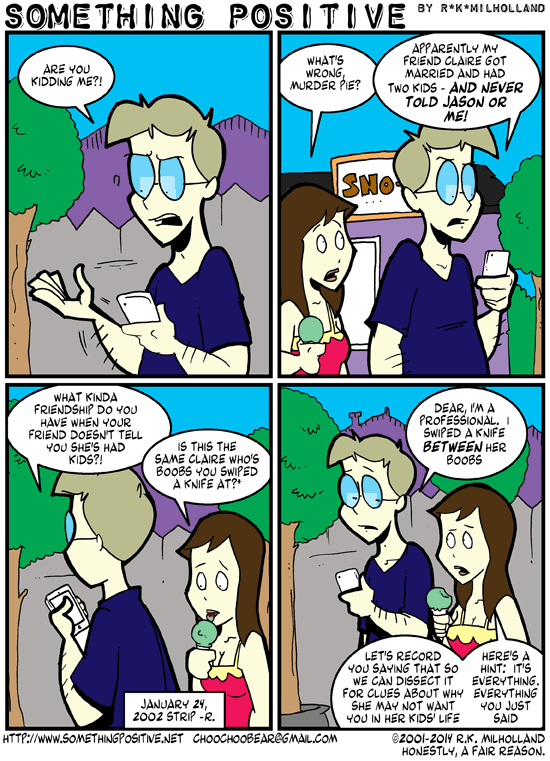 SOMETHING POSITIVE BY R*K*MILHOLLAND
ARE YOU
KIDDING ME?!
WHAT'S
WRONG,
MURDER PIE?
APPARENTLY MY
FRIEND CLAIRE GOT
MARRIED AND HAD
TWO KIDS - AND NEVER
TOLD JASON OR
ME!
SNO
WHAT KINDA
FRIENDSHIP DO YOU
HAVE WHEN YOUR
FRIEND DOESN'T TELL
YOU SHE'S HAD
KIDS?!
IS THIS THE
SAME CLAIRE WHO'S
BOOBS YOU SWIPED
A KNIFE AT?*
JANUARY 24,
2002 STRIP -R.
DEAR, I'M A
PROFESSIONAL. I
SWIPED A KNIFE
BETWEEN HER
BOOBS
LET'S RECORD
YOU SAYING THAT SO
WE CAN DISSECT IT
FOR CLUES ABOUT WHY
SHE MAY NOT WANT
YOU IN HER KIDS' LIFE
HERE'S A
HINT: IT'S
EVERYTHING.
EVERYTHING
YOU JUST
SAID
HTTP://WWW.SOMETHINGPOSITIVE.NET CHOOCHOOBEAR@GMAIL.COM
©2001-2014 R.K. MILHOLLAND
HONESTLY, A FAIR REASON.